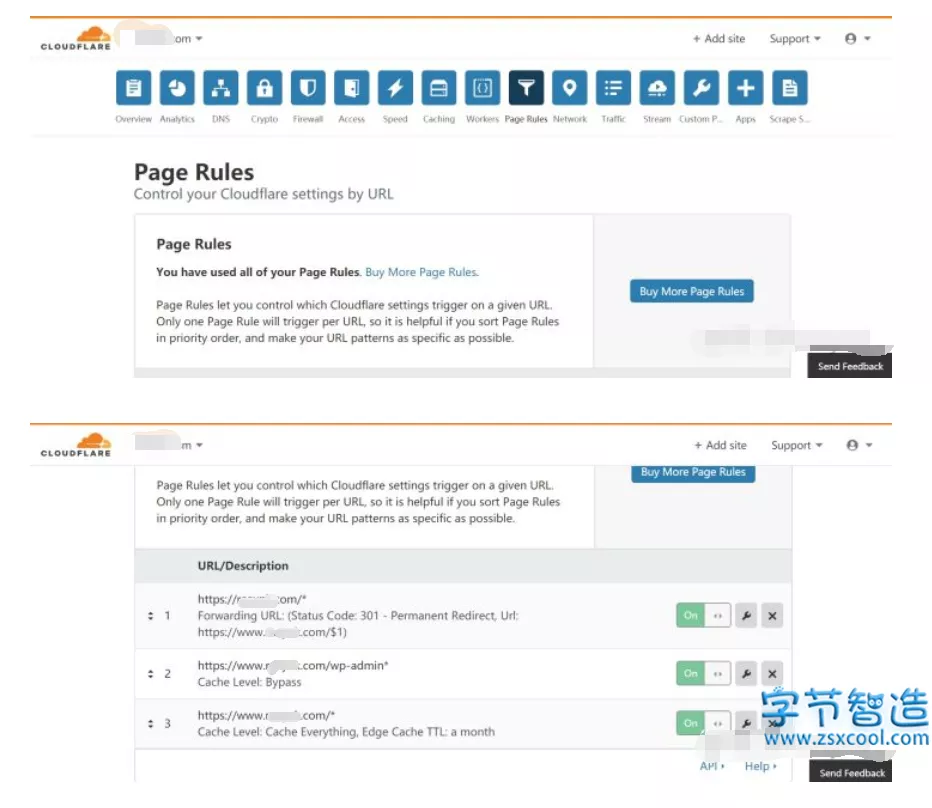 CLOUDFLARE
om
+ Add site
Support
Overview
Analytics
DNS
Crypto
Firewall
Access
Speed
Caching
Workers
Page Rules
Network
Traffic
Stream
Custom P...
Apps
Scrape S...
Page Rules
Control your Cloudflare settings by URL
Page Rules
You have used all of your Page Rules. Buy More Page Rules.
Buy More Page Rules
Page Rules let you control which Cloudflare settings trigger on a given URL.
Only one Page Rule will trigger per URL, so it is helpful if you sort Page Rules
in priority order, and make your URL patterns as specific as possible.
Send Feedback
CLOUDFLARE
m
+ Add site
Support
Buy More Page Rules
Page Rules let you control which Cloudflare settings trigger on a given URL.
Only one Page Rule will trigger per URL, so it is helpful if you sort Page Rules
in priority order, and make your URL patterns as specific as possible.
URL/Description
https:// .com/*
1
Forwarding URL: (Status Code: 301 - Permanent Redirect, Url:
https://www. .com/$1)
On
https://www. .com/wp-admin*
2
Cache Level: Bypass
On
https://www. .com/*
3
Cache Level: Cache Everything, Edge Cache TTL: a month
On
字节智造
www.zsxcool.com
API
Help
Send Feedback